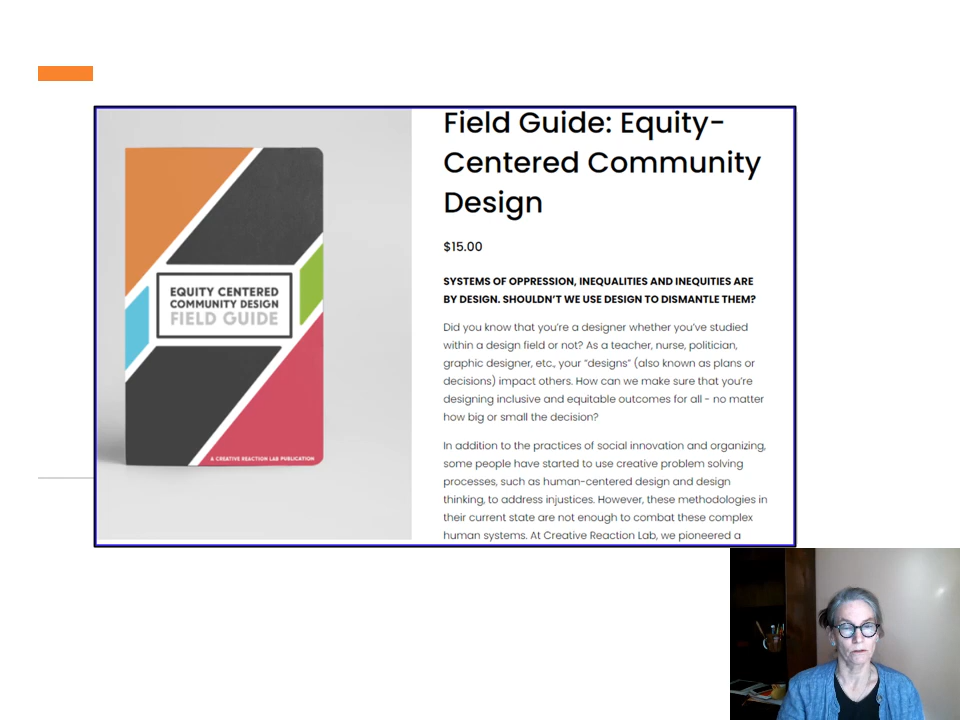 EQUITY CENTERED
COMMUNITY DESIGN
FIELD GUIDE
A CREATIVE REACTION LAB PUBLICATION
Field Guide: Equity-
Centered Community
Design
$15.00
SYSTEMS OF OPPRESSION, INEQUALITIES AND INEQUITIES ARE
BY DESIGN. SHOULDN'T WE USE DESIGN TO DISMANTLE THEM?
Did you know that you're a designer whether you've studied
within a design field or not? As a teacher, nurse, politician,
graphic designer, etc., your "designs" (also known as plans or
decisions) impact others. How can we make sure that you're
designing inclusive and equitable outcomes for all - no matter
how big or small the decision?
In addition to the practices of social innovation and organizing,
some people have started to use creative problem solving
processes, such as human-centered design and design
thinking, to address injustices. However, these methodologies in
their current state are not enough to combat these complex
human systems. At Creative Reaction Lab, we pioneered a